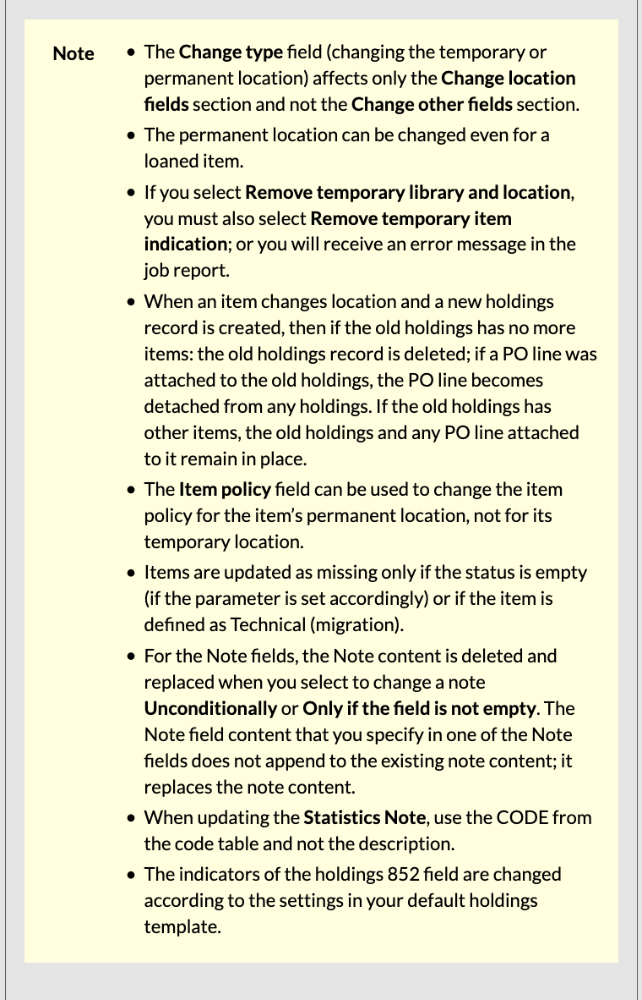 Note
• The Change type field (changing the temporary or
permanent location) affects only the Change location
fields section and not the Change other fields section.
• The permanent location can be changed even for a
loaned item.
• If you select Remove temporary library and location,
you must also select Remove temporary item
indication; or you will receive an error message in the
job report.
• When an item changes location and a new holdings
record is created, then if the old holdings has no more
items: the old holdings record is deleted; if a PO line was
attached to the old holdings, the PO line becomes
detached from any holdings. If the old holdings has
other items, the old holdings and any PO line attached
to it remain in place.
• The Item policy field can be used to change the item
policy for the item’s permanent location, not for its
temporary location.
• Items are updated as missing only if the status is empty
(if the parameter is set accordingly) or if the item is
defined as Technical (migration).
• For the Note fields, the Note content is deleted and
replaced when you select to change a note
Unconditionally or Only if the field is not empty. The
Note field content that you specify in one of the Note
fields does not append to the existing note content; it
replaces the note content.
• When updating the Statistics Note, use the CODE from
the code table and not the description.
• The indicators of the holdings 852 field are changed
according to the settings in your default holdings
template.